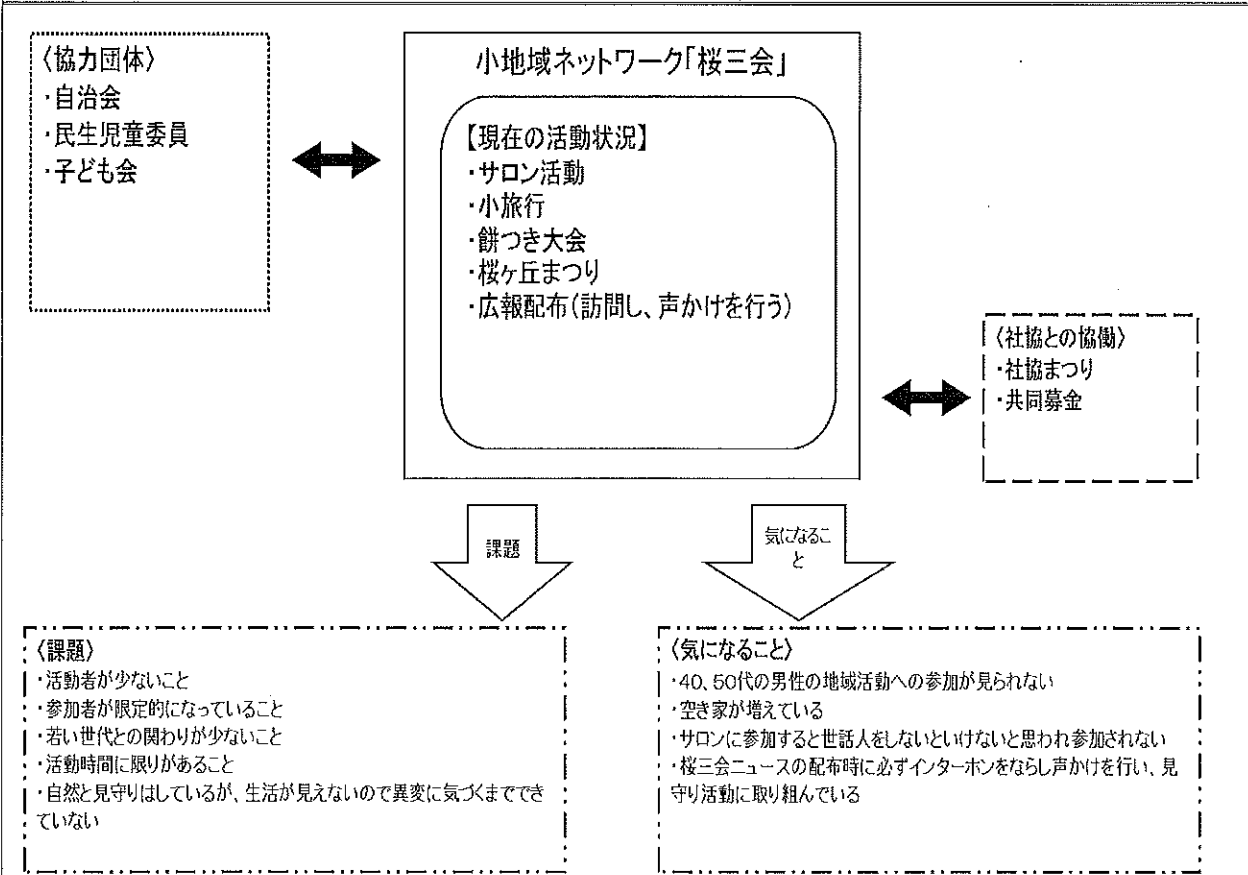 〈協力団体〉
・自治会
・民生児童委員
・子ども会
小地域ネットワーク「桜三会」
【現在の活動状況】
・サロン活動
・小旅行
・餅つき大会
・桜ヶ丘まつり
・広報配布(訪問し、声かけを行う)
〈社協との協働〉
・社協まつり
・共同募金
課題
気になるこ
と
〈課題〉
・活動者が少ないこと
・参加者が限定的になっていること
・若い世代との関わりが少ないこと
・活動時間に限りがあること
・自然と見守りはしているが、生活が見えないので異変に気づくまででき
ていない
〈気になること〉
・40、50代の男性の地域活動への参加が見られない
・空き家が増えている
・サロンに参加すると世話人をしないといけないと思われ参加されない
・桜三会ニュースの配布時に必ずインターホンをならし声かけを行い、見
守り活動に取り組んでいる